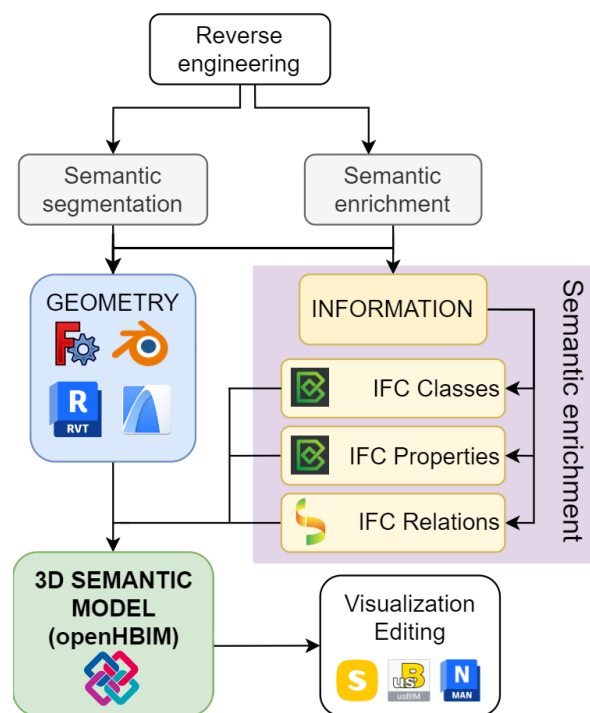 Reverse
engineering
Semantic
segmentation
Semantic
enrichment
GEOMETRY
F
R
RVT
INFORMATION
IFC Classes
IFC Properties
IFC Relations
Semantic enrichment
3D SEMANTIC
MODEL
(openHBIM)
Visualization
Editing
S
usB
usBIM
N
MAN